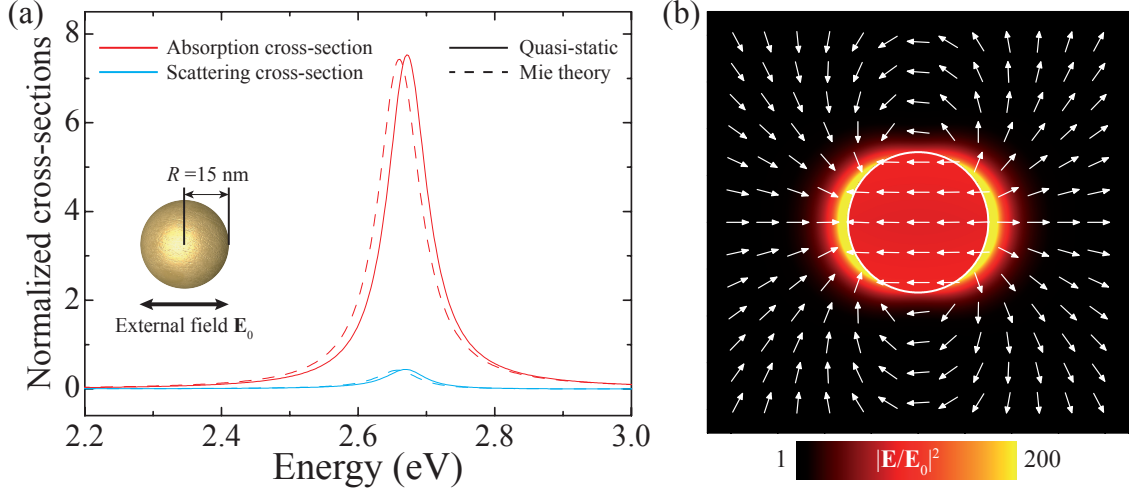 (a)
Normalized cross-sections
8
6
4
2
0
Absorption cross-section
Scattering cross-section
Quasi-static
Mie theory
R =15 nm
External field E₀
2.2
2.4
2.6
2.8
3.0
Energy (eV)
(b)
1
|E/E₀|²
200